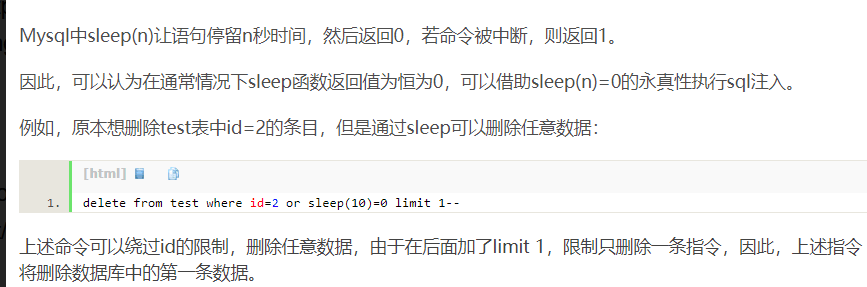 Mysql中sleep(n)让语句停留n秒时间，然后返回0，若命令被中断，则返回1。
因此，可以认为在通常情况下sleep函数返回值为恒为0，可以借助sleep(n)=0的永真性执行sql注入。
例如，原本想删除test表中id=2的条目，但是通过sleep可以删除任意数据：
[html]
1. delete from test where id=2 or sleep(10)=0 limit 1--
上述命令可以绕过id的限制，删除任意数据，由于在后面加了limit 1，限制只删除一条指令，因此，上述指令
将删除数据库中的第一条数据。